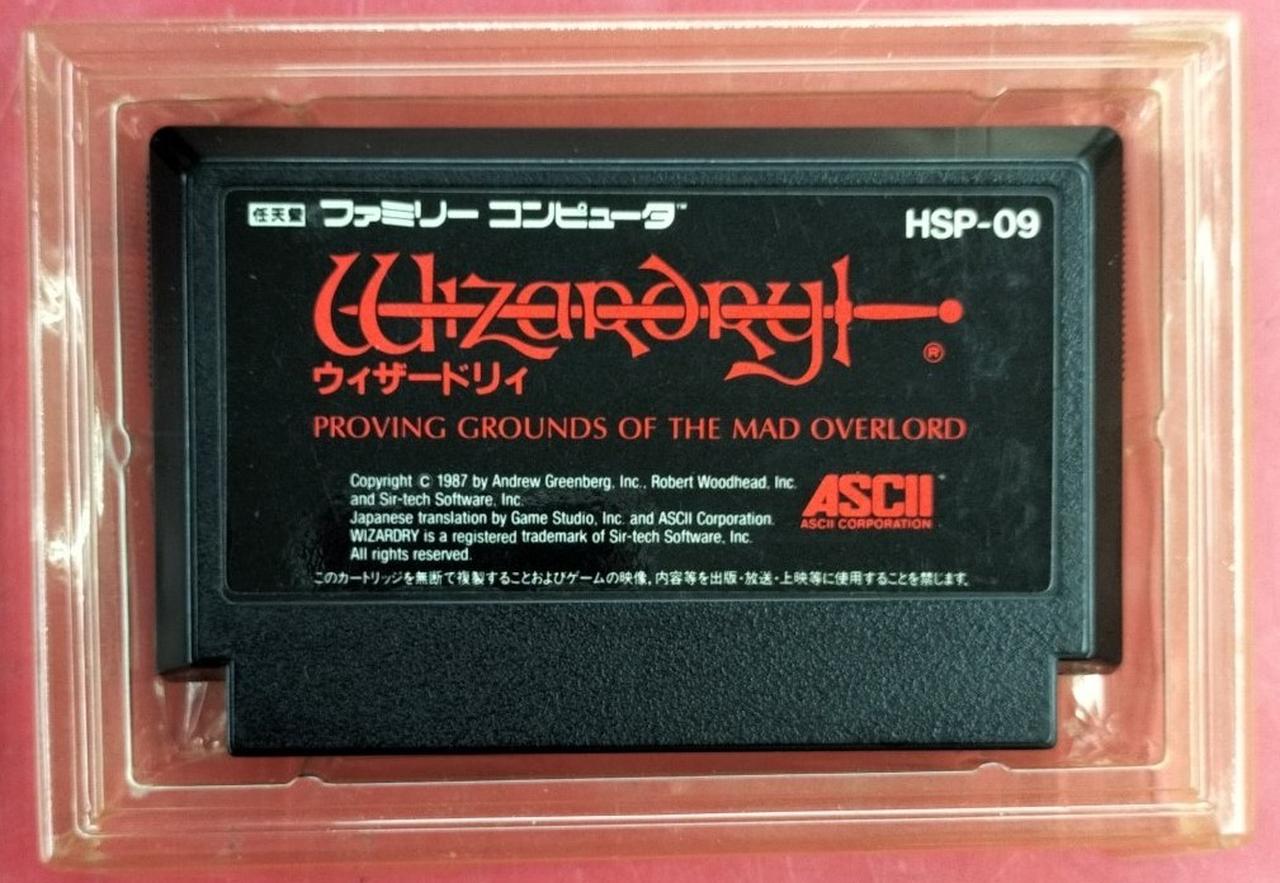 任天堂 ファミリー コンピュータ™ HSP-09
Wizardry
®
ウィザードリィ
PROVING GROUNDS OF THE MAD OVERLORD
Copyright © 1987 by Andrew Greenberg, Inc., Robert Woodhead, Inc.
and Sir-tech Software, Inc.
Japanese translation by Game Studio, Inc. and ASCII Corporation.
WIZARDRY is a registered trademark of Sir-tech Software, Inc.
All rights reserved.
ASCII™
ASCII CORPORATION
このカートリッジを無断で複製することおよびゲームの映像，内容等を出版・放送・上映等に使用することを禁じます。